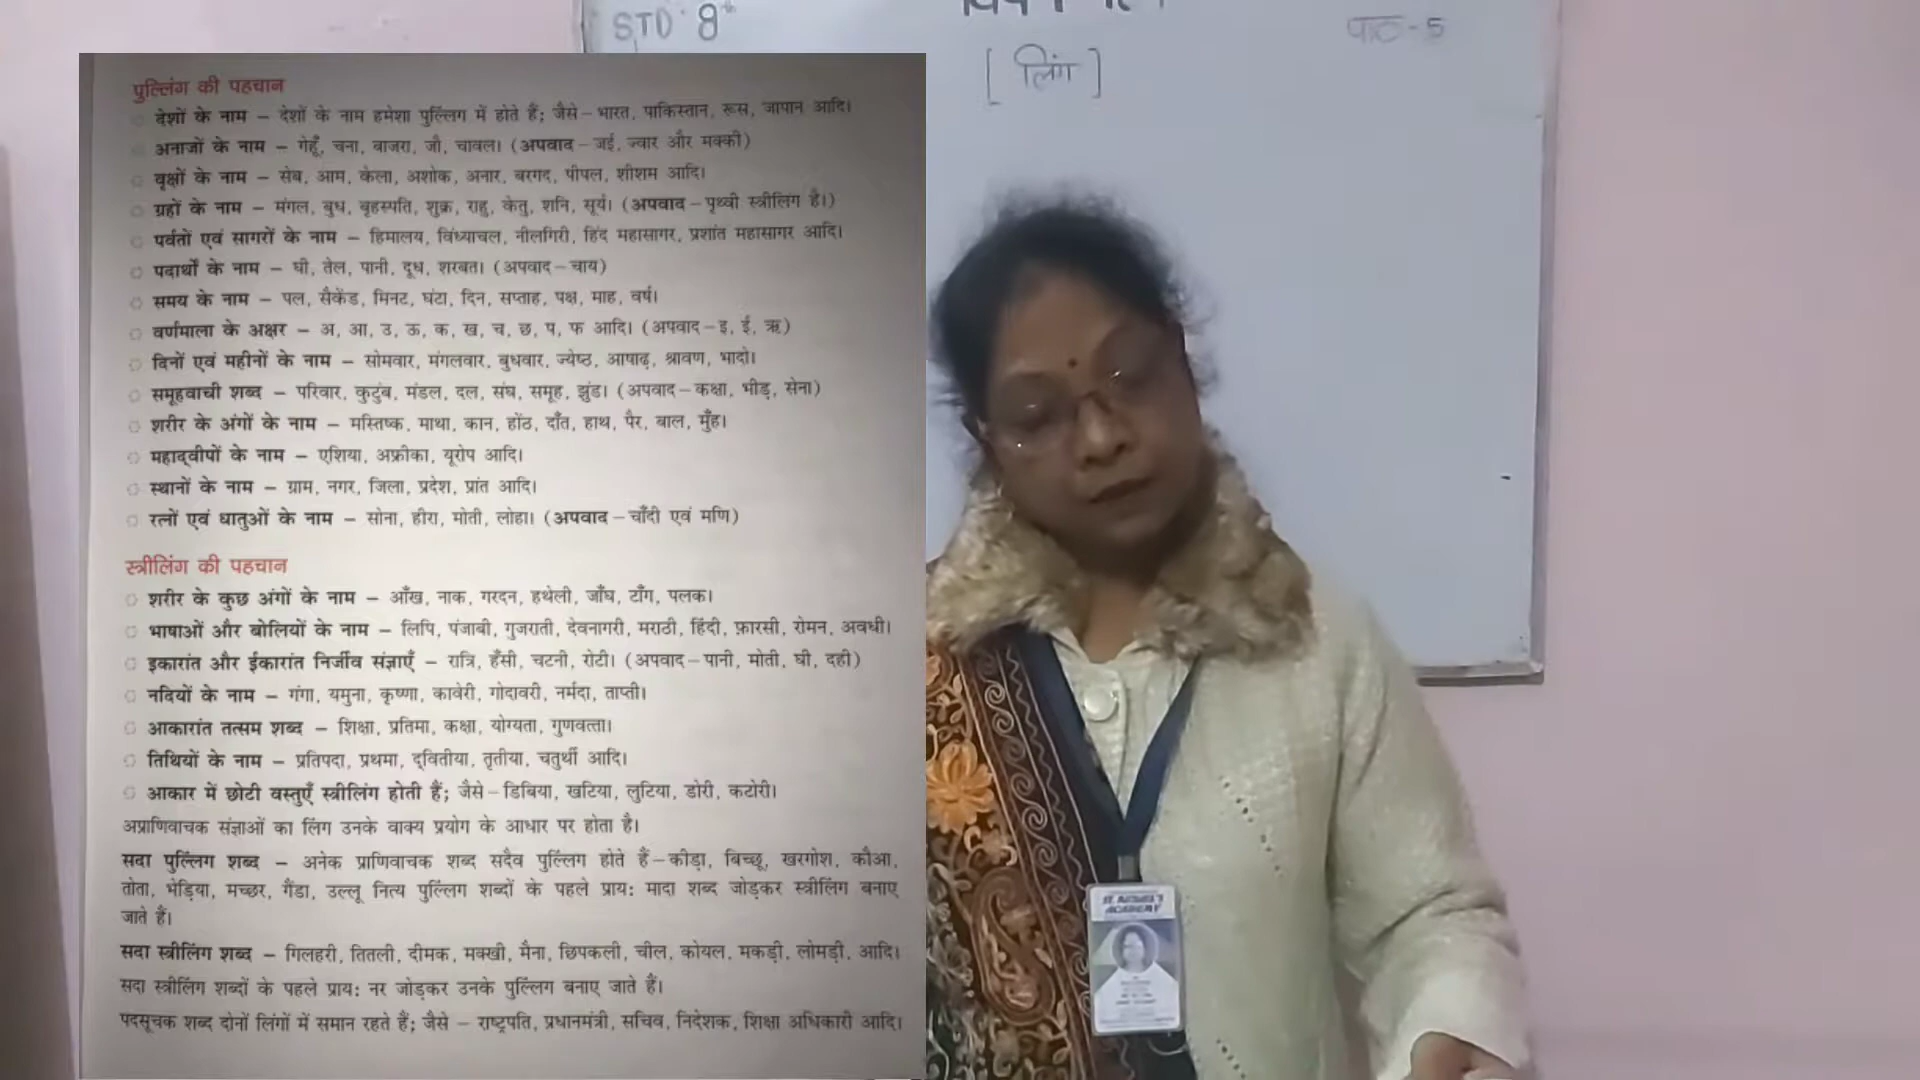 STD 8th
पाठ-5
[ लिंग ]
पुल्लिंग की पहचान
देशों के नाम – देशों के नाम हमेशा पुल्लिंग में होते हैं; जैसे – भारत, पाकिस्तान, रूस, जापान आदि।
अनाजों के नाम – गेहूँ, चना, बाजरा, जौ, चावल। (अपवाद – जई, ज्वार और मक्की)
वृक्षों के नाम – सेब, आम, केला, अशोक, अनार, बरगद, पीपल, शीशम आदि।
ग्रहों के नाम – मंगल, बुध, बृहस्पति, शुक्र, राहु, केतु, शनि, सूर्य। (अपवाद – पृथ्वी स्त्रीलिंग है।)
पर्वतों एवं सागरों के नाम – हिमालय, विंध्याचल, नीलगिरी, हिंद महासागर, प्रशांत महासागर आदि।
पदार्थों के नाम – घी, तेल, पानी, दूध, शरबत। (अपवाद – चाय)
समय के नाम – पल, सैकेंड, मिनट, घंटा, दिन, सप्ताह, पक्ष, माह, वर्ष।
वर्णमाला के अक्षर – अ, आ, उ, ऊ, क, ख, च, छ, प, फ आदि। (अपवाद – इ, ई, ऋ)
दिनों एवं महीनों के नाम – सोमवार, मंगलवार, बुधवार, ज्येष्ठ, आषाढ़, श्रावण, भादो।
समूहवाची शब्द – परिवार, कुटुंब, मंडल, दल, संघ, समूह, झुंड। (अपवाद – कक्षा, भीड़, सेना)
शरीर के अंगों के नाम – मस्तिष्क, माथा, कान, होंठ, दाँत, हाथ, पैर, बाल, मुँह।
महाद्वीपों के नाम – एशिया, अफ्रीका, यूरोप आदि।
स्थानों के नाम – ग्राम, नगर, जिला, प्रदेश, प्रांत आदि।
रत्नों एवं धातुओं के नाम – सोना, हीरा, मोती, लोहा। (अपवाद – चाँदी एवं मणि)
स्त्रीलिंग की पहचान
शरीर के कुछ अंगों के नाम – आँख, नाक, गरदन, हथेली, जाँघ, टाँग, पलक।
भाषाओं और बोलियों के नाम – लिपि, पंजाबी, गुजराती, देवनागरी, मराठी, हिंदी, फ़ारसी, रोमन, अवधी।
इकारांत और ईकारांत निर्जीव संज्ञाएँ – रात्रि, हँसी, चटनी, रोटी। (अपवाद – पानी, मोती, घी, दही)
नदियों के नाम – गंगा, यमुना, कृष्णा, कावेरी, गोदावरी, नर्मदा, ताप्ती।
आकारांत तत्सम शब्द – शिक्षा, प्रतिमा, कक्षा, योग्यता, गुणवत्ता।
तिथियों के नाम – प्रतिपदा, प्रथमा, द्वितीया, तृतीया, चतुर्थी आदि।
आकार में छोटी वस्तुएँ स्त्रीलिंग होती हैं; जैसे – डिबिया, खटिया, लुटिया, डोरी, कटोरी।
अप्राणिवाचक संज्ञाओं का लिंग उनके वाक्य प्रयोग के आधार पर होता है।
सदा पुल्लिंग शब्द – अनेक प्राणिवाचक शब्द सदैव पुल्लिंग होते हैं – कीड़ा, बिच्छू, खरगोश, कौआ,
तोता, भेड़िया, मच्छर, गैंडा, उल्लू नित्य पुल्लिंग शब्दों के पहले प्राय: मादा शब्द जोड़कर स्त्रीलिंग बनाए
जाते हैं।
सदा स्त्रीलिंग शब्द – गिलहरी, तितली, दीमक, मक्खी, मैना, छिपकली, चील, कोयल, मकड़ी, लोमड़ी, आदि।
सदा स्त्रीलिंग शब्दों के पहले प्राय: नर जोड़कर उनके पुल्लिंग बनाए जाते हैं।
पदसूचक शब्द दोनों लिंगों में समान रहते हैं; जैसे – राष्ट्रपति, प्रधानमंत्री, सचिव, निदेशक, शिक्षा अधिकारी आदि।
ACADEMY